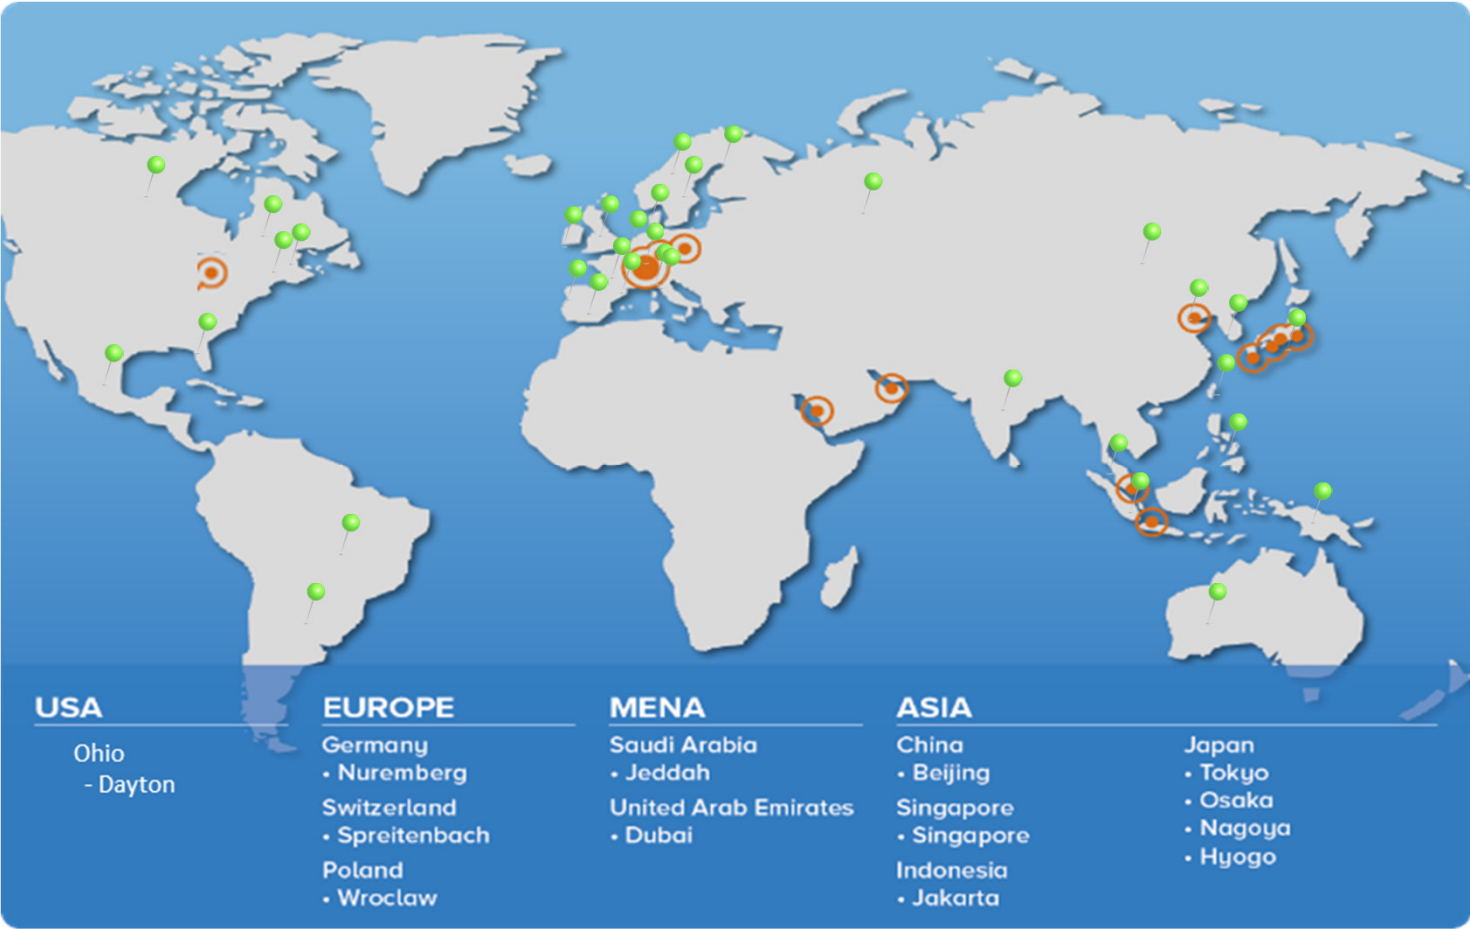 USA
Ohio
- Dayton
EUROPE
Germany
• Nuremberg
Switzerland
• Spreitenbach
Poland
• Wroclaw
MENA
Saudi Arabia
• Jeddah
United Arab Emirates
• Dubai
ASIA
China
• Beijing
Singapore
• Singapore
Indonesia
• Jakarta
Japan
• Tokyo
• Osaka
• Nagoya
• Hyogo